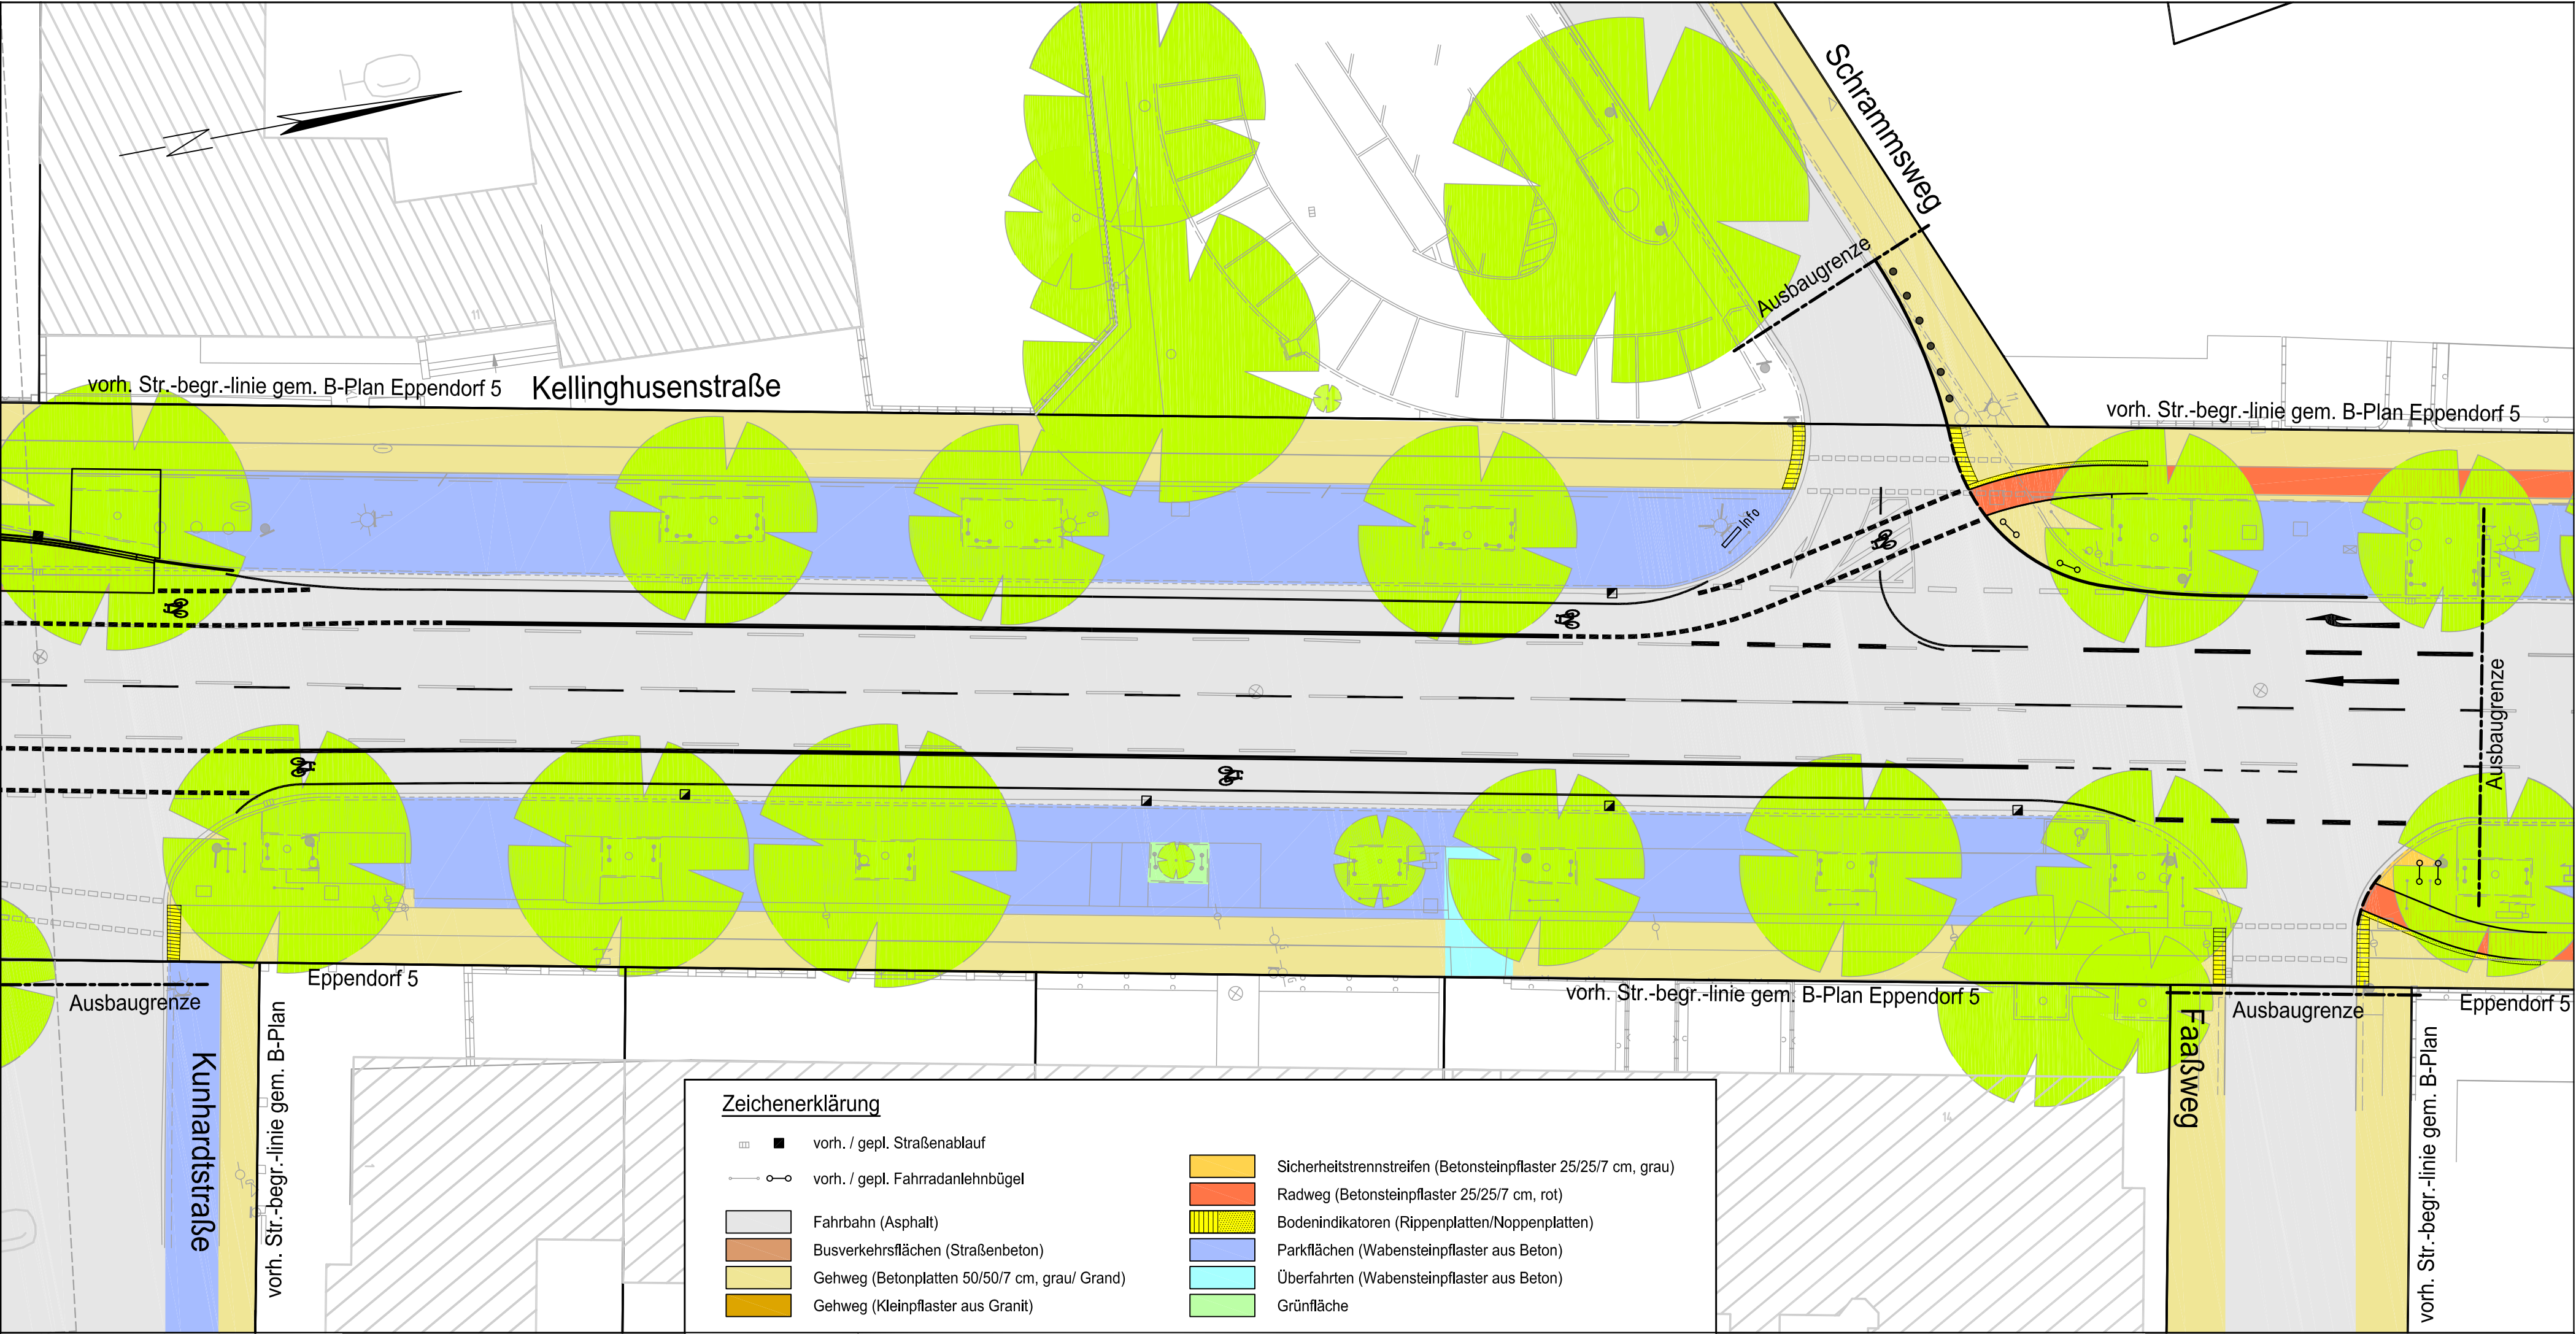 N
Schrammsweg
Ausbaugrenze
11
vorh. Str.-begr.-linie gem. B-Plan Eppendorf 5
Kellinghusenstraße
vorh. Str.-begr.-linie gem. B-Plan Eppendorf 5
Info
Ausbaugrenze
Eppendorf 5
Ausbaugrenze
vorh. Str.-begr.-linie gem. B-Plan Eppendorf 5
Ausbaugrenze
Eppendorf 5
Kunhardtstraße
vorh. Str.-begr.-linie gem. B-Plan
Faaßweg
vorh. Str.-begr.-linie gem. B-Plan
14
Zeichenerklärung
vorh. / gepl. Straßenablauf
vorh. / gepl. Fahrradanlehnbügel
Fahrbahn (Asphalt)
Busverkehrsflächen (Straßenbeton)
Gehweg (Betonplatten 50/50/7 cm, grau/ Grand)
Gehweg (Kleinpflaster aus Granit)
Sicherheitstrennstreifen (Betonsteinpflaster 25/25/7 cm, grau)
Radweg (Betonsteinpflaster 25/25/7 cm, rot)
Bodenindikatoren (Rippenplatten/Noppenplatten)
Parkflächen (Wabensteinpflaster aus Beton)
Überfahrten (Wabensteinpflaster aus Beton)
Grünfläche